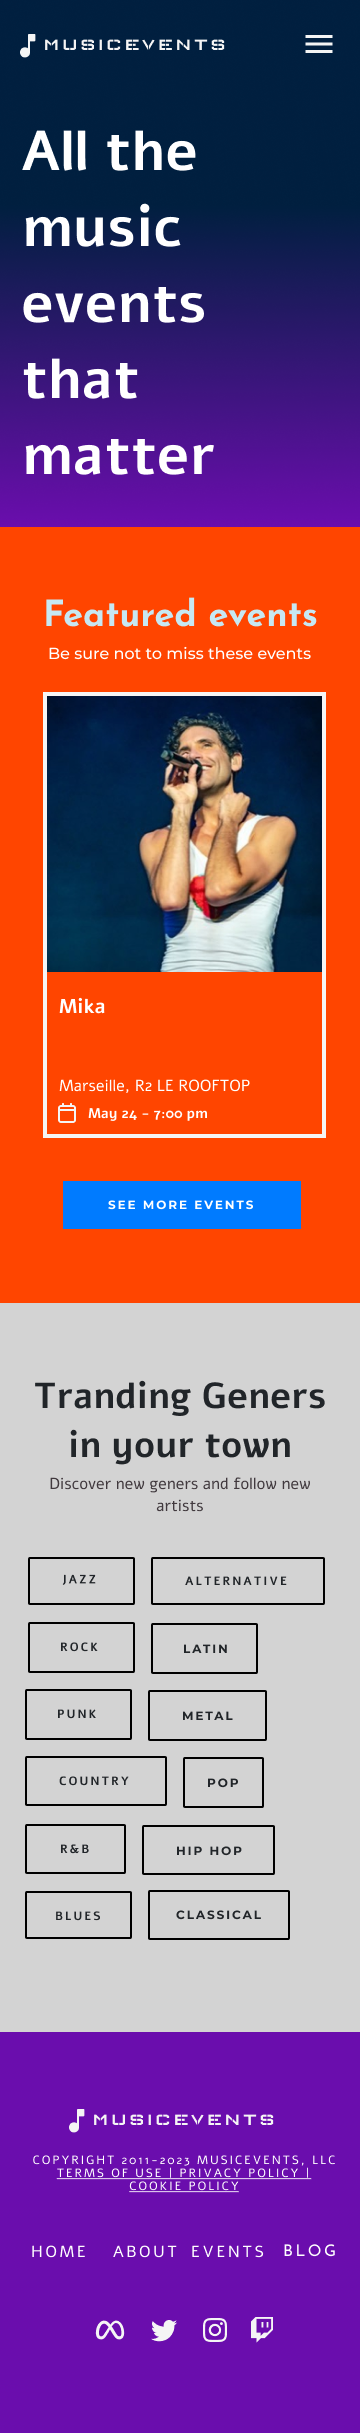 MUSICEVENTS
All the
music
events
that
matter
Featured events
Be sure not to miss these events
Mika
Marseille, R2 LE ROOFTOP
May 24 - 7:00 pm
SEE MORE EVENTS
Tranding Geners
in your town
Discover new geners and follow new
artists
JAZZ ALTERNATIVE
ROCK LATIN
PUNK METAL
COUNTRY POP
R&B HIP HOP
BLUES CLASSICAL
MUSICEVENTS
COPYRIGHT 2011-2023 MUSICEVENTS, LLC
TERMS OF USE | PRIVACY POLICY |
COOKIE POLICY
HOME ABOUT EVENTS BLOG